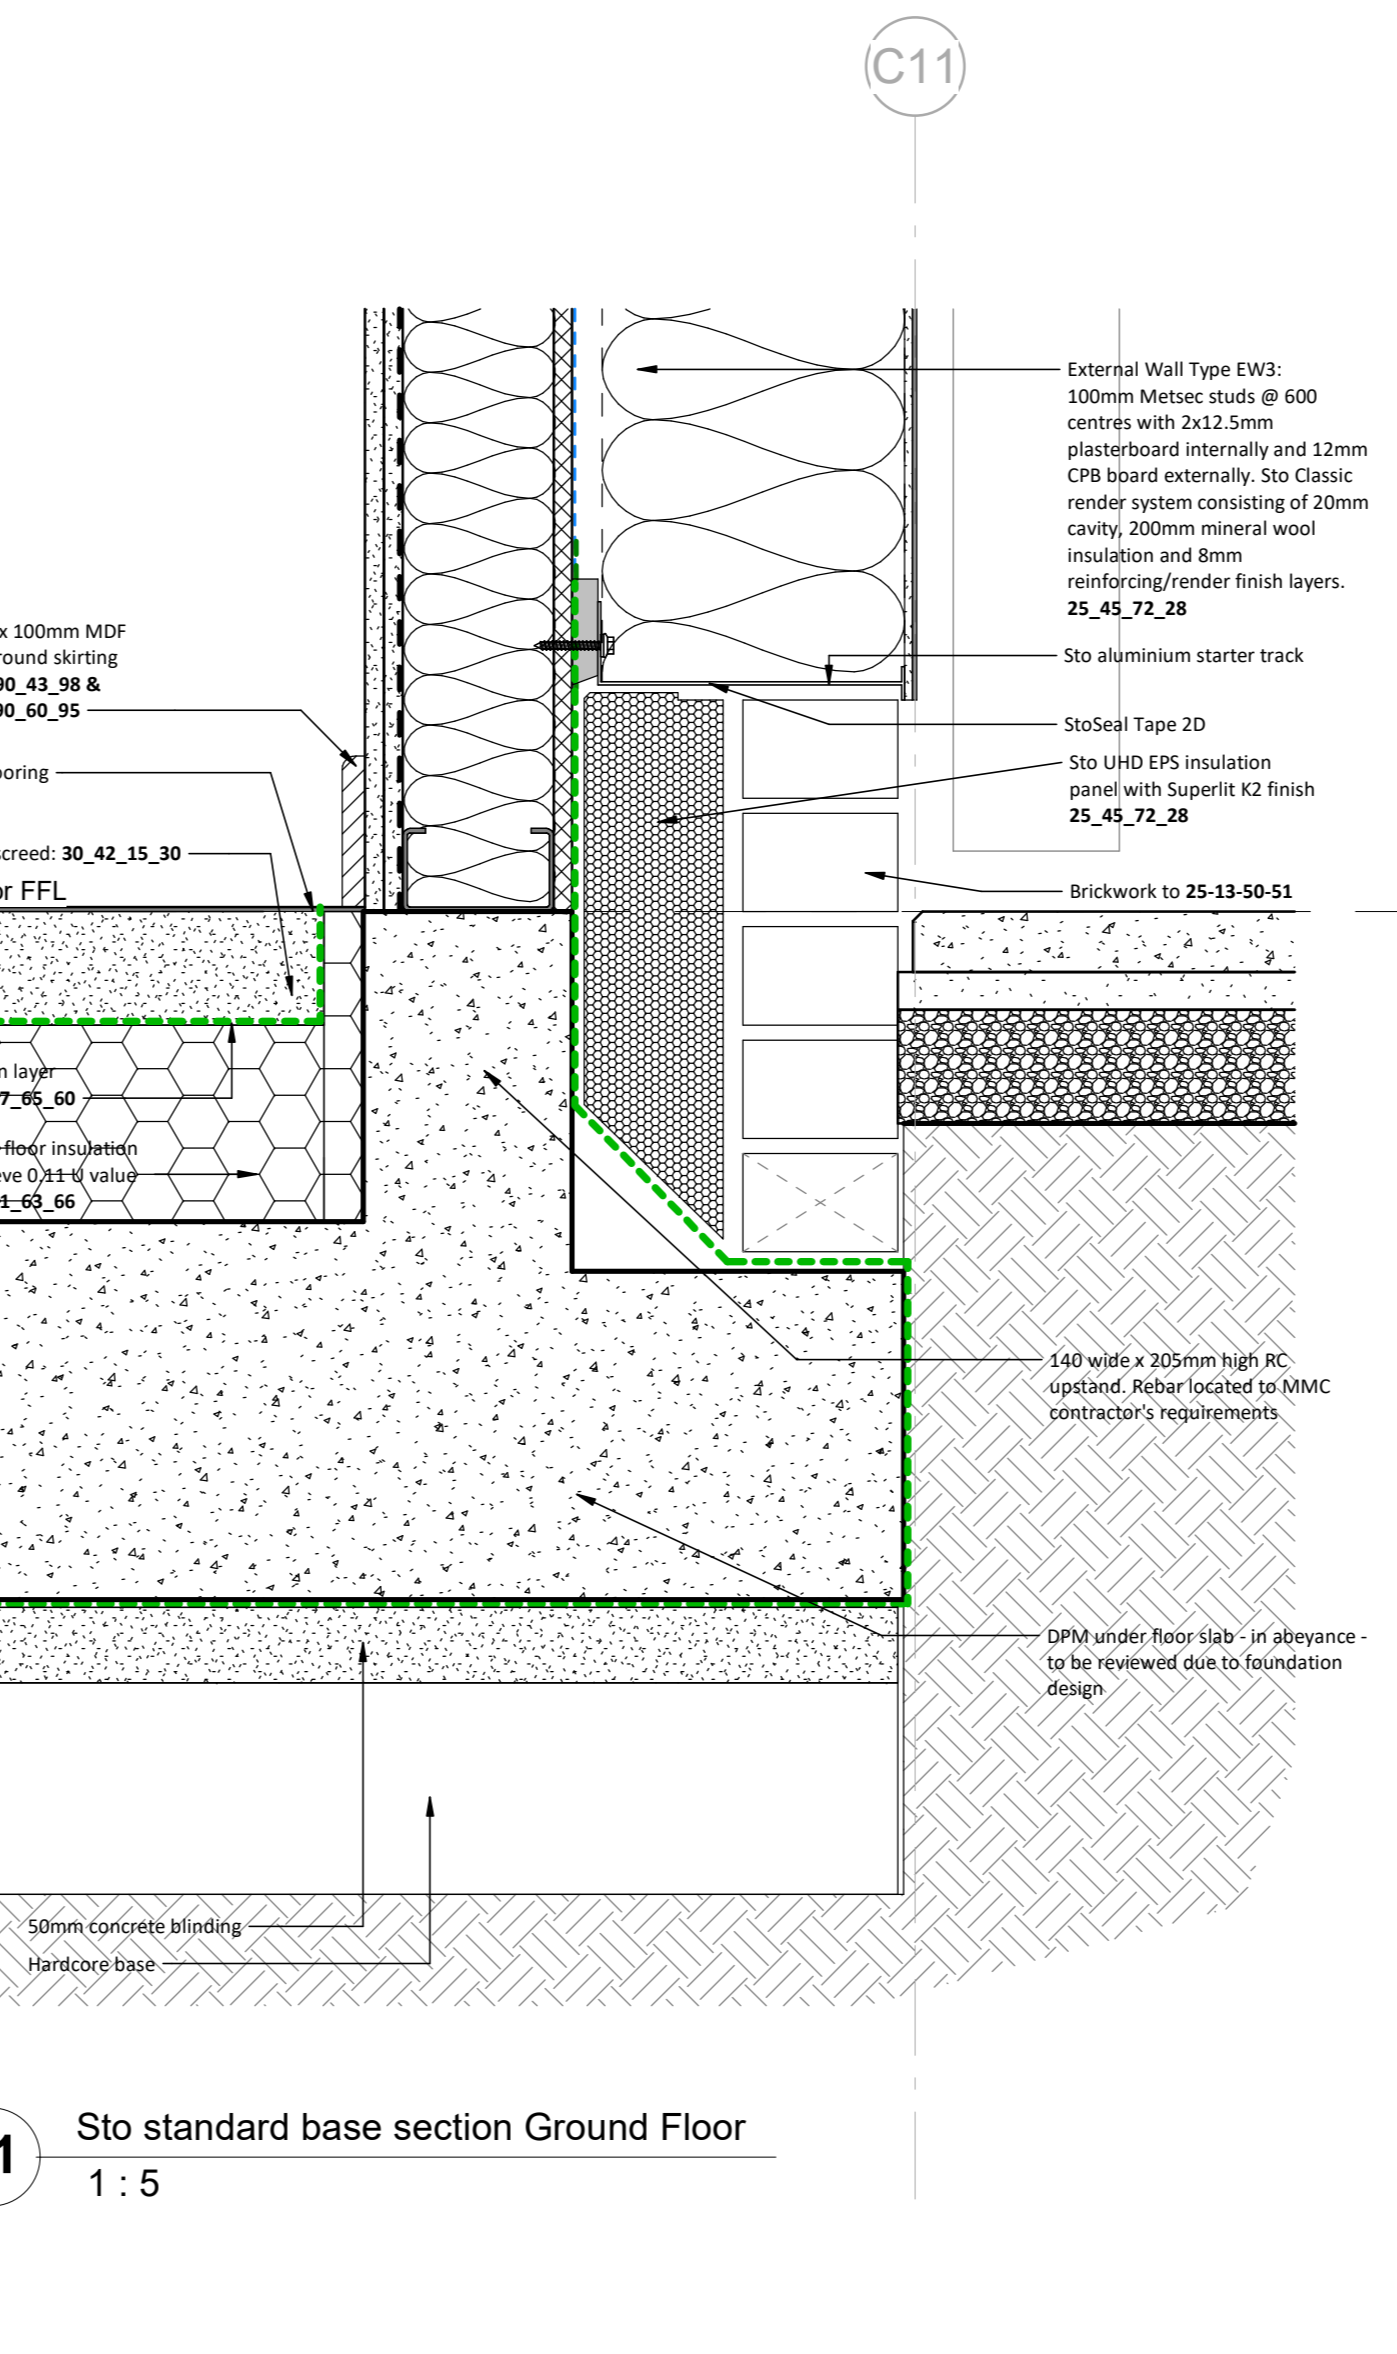 C11
External Wall Type EW3:
100mm Metsec studs @ 600
centres with 2x12.5mm
plasterboard internally and 12mm
CPB board externally. Sto Classic
render system consisting of 20mm
cavity, 200mm mineral wool
insulation and 8mm
reinforcing/render finish layers.
25_45_72_28
x 100mm MDF
round skirting
90_43_98 &
90_60_95
Sto aluminium starter track
StoSeal Tape 2D
Sto UHD EPS insulation
panel with Superlit K2 finish
25_45_72_28
ooring
screed: 30_42_15_30
or FFL
Brickwork to 25-13-50-51
n layer
7_65_60
floor insulation
eve 0.11 U value
1_63_66
140 wide x 205mm high RC
upstand. Rebar located to MMC
contractor's requirements
DPM under floor slab - in abeyance -
to be reviewed due to foundation
design
50mm concrete blinding
Hardcore base
1
Sto standard base section Ground Floor
1 : 5